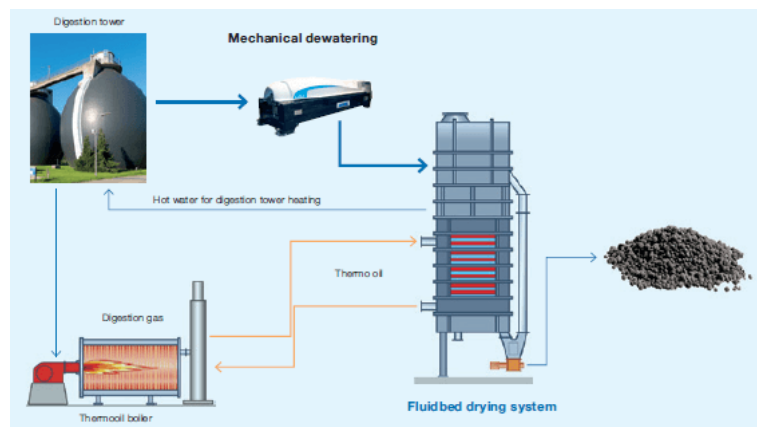 Digestion tower
Mechanical dewatering
Hot water for digestion tower heating
Thermo oil
Digestion gas
Thermooil boiler
Fluidbed drying system